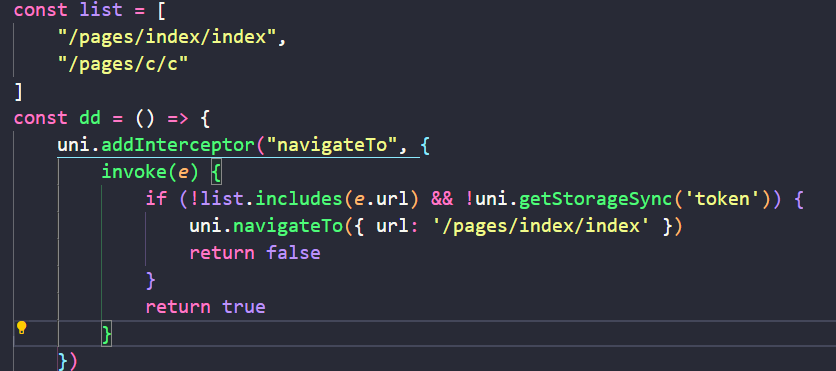 const list = [
    "/pages/index/index",
    "/pages/c/c"
]
const dd = () => {
    uni.addInterceptor("navigateTo", {
        invoke(e) {
            if (!list.includes(e.url) && !uni.getStorageSync('token')) {
                uni.navigateTo({ url: '/pages/index/index' })
                return false
            }
            return true
        }
    })